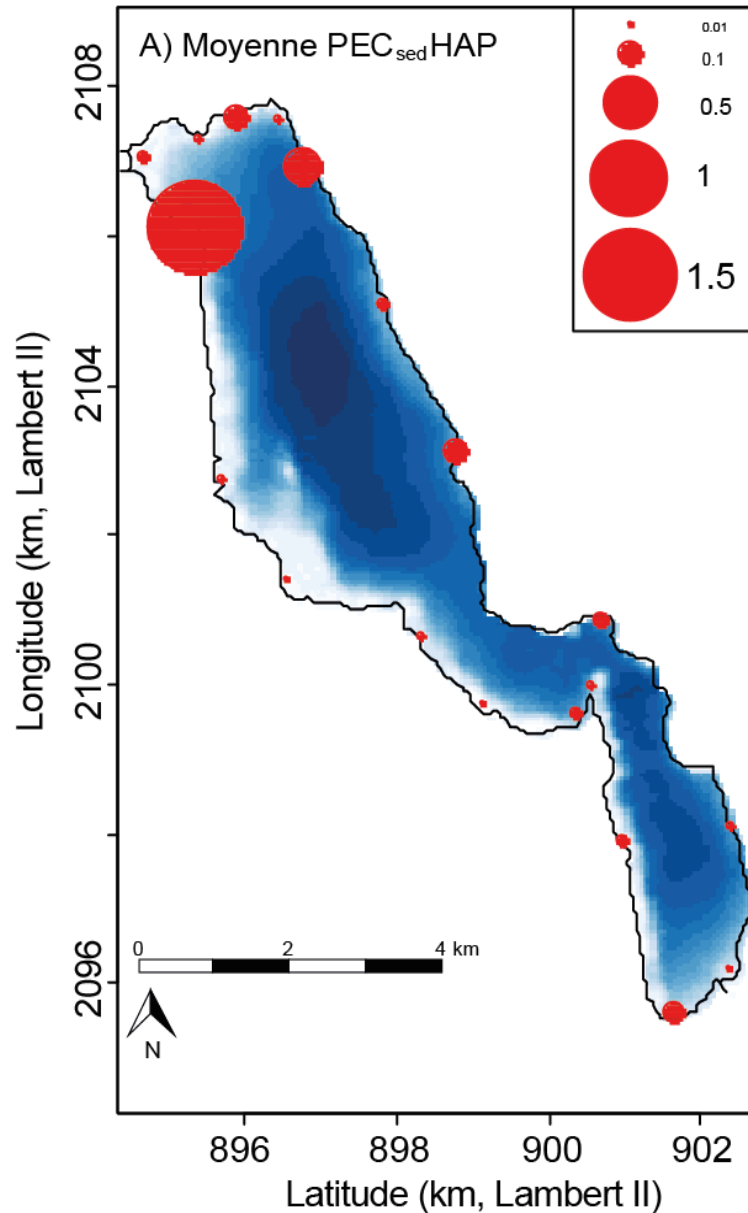 A) Moyenne PECsedHAP
0.01
0.1
0.5
1
1.5
2108
2104
2100
2096
Longitude (km, Lambert II)
0 2 4 km
N
896 898 900 902
Latitude (km, Lambert II)